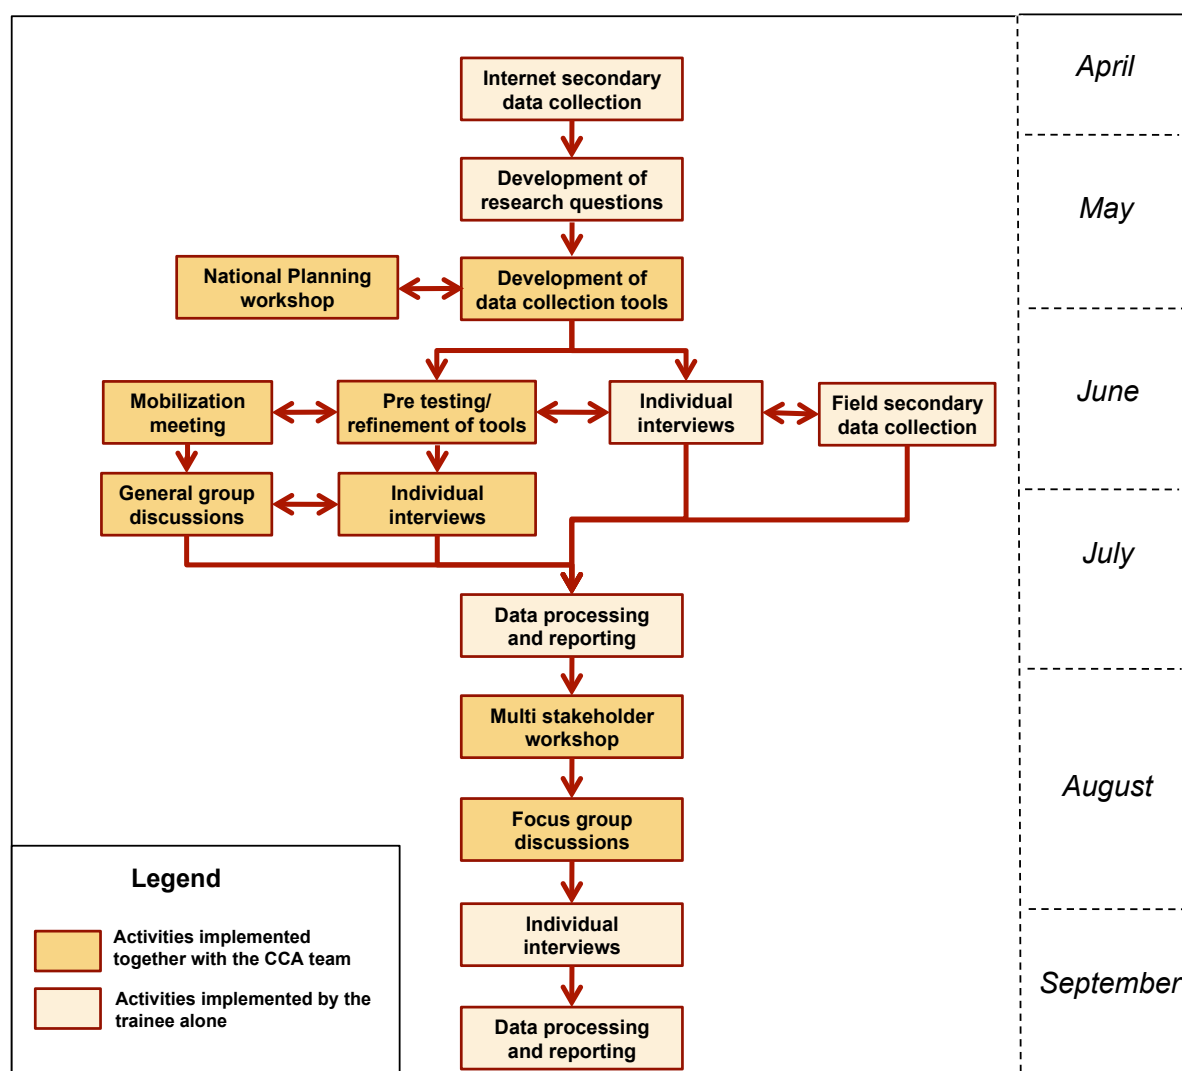 April
Internet secondary
data collection
May
Development of
research questions
National Planning
workshop
Development of
data collection tools
June
Mobilization
meeting
Pre testing/
refinement of tools
Individual
interviews
Field secondary
data collection
General group
discussions
Individual
interviews
July
Data processing
and reporting
Multi stakeholder
workshop
August
Focus group
discussions
Individual
interviews
September
Data processing
and reporting
Legend
Activities implemented
together with the CCA team
Activities implemented by the
trainee alone